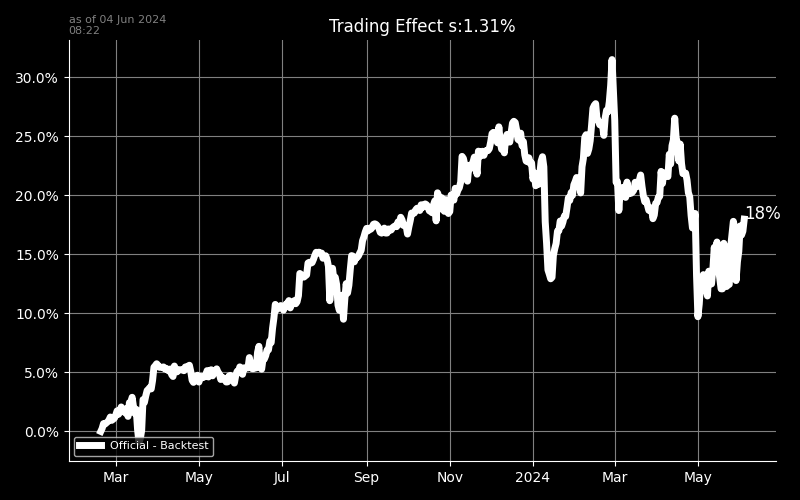 as of 04 Jun 2024
08:22
Trading Effect s:1.31%
30.0%
25.0%
20.0%
15.0%
10.0%
5.0%
0.0%
18%
Official - Backtest
Mar May Jul Sep Nov 2024 Mar May